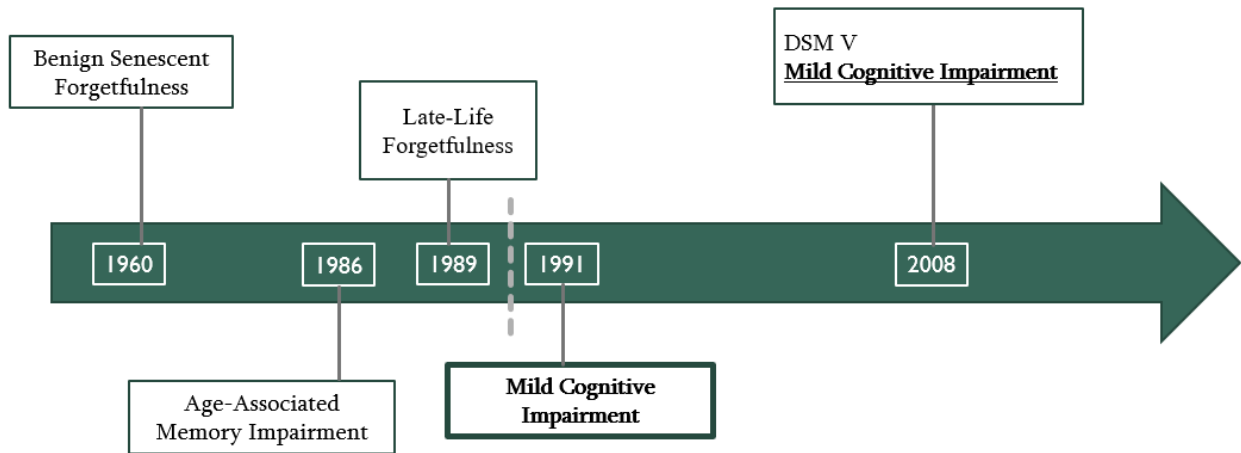 Benign Senescent
Forgetfulness
Late-Life
Forgetfulness
DSM V
Mild Cognitive Impairment
1960
1986
1989
1991
2008
Age-Associated
Memory Impairment
Mild Cognitive
Impairment